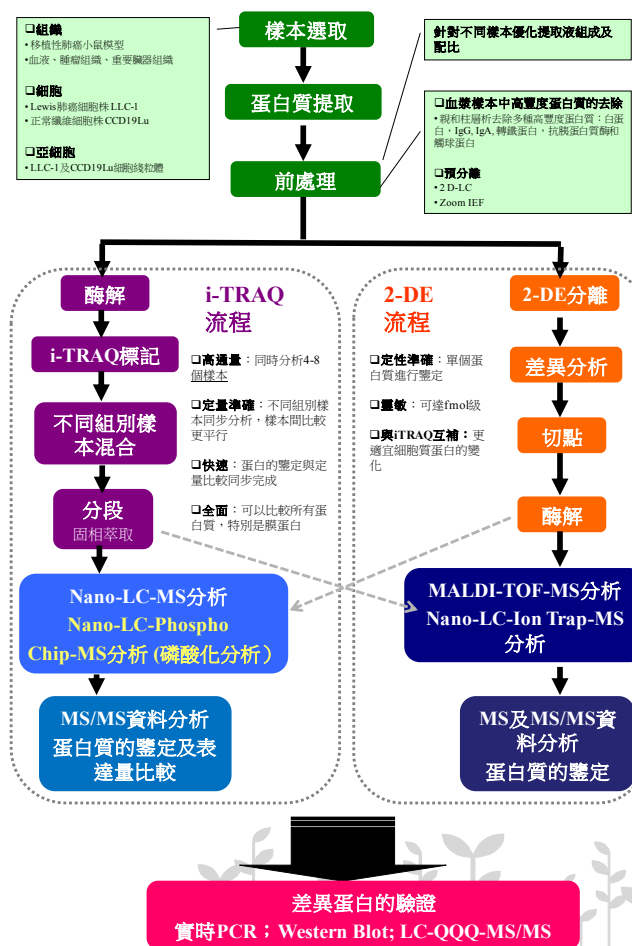 ❑組織
•移植性肺癌小鼠模型
•血液、腫瘤組織、重要臟器組織
❑細胞
•Lewis肺癌細胞株 LLC-1
•正常纖維細胞株 CCD19Lu
❑亞細胞
•LLC-1及CCD19Lu細胞綫粒體
樣本選取
蛋白質提取
前處理
針對不同樣本優化提取液組成及
配比
❑血漿樣本中高豐度蛋白質的去除
•親和柱層析去除多種高豐度蛋白質：白蛋
白，IgG, IgA, 轉鐵蛋白，抗胰蛋白質酶和
觸球蛋白
❑預分離
•2 D-LC
•Zoom IEF
酶解
i-TRAQ標記
不同組別樣
本混合
分段
固相萃取
i-TRAQ
流程
❑高通量：同時分析4-8
個樣本
❑定量準確：不同組別樣
本同步分析，樣本間比較
更平行
❑快速：蛋白的鑒定與定
量比較同步完成
❑全面：可以比較所有蛋
白質，特別是膜蛋白
2-DE
流程
❑定性準確：單個蛋
白質進行鑒定
❑靈敏：可達fmol級
❑與iTRAQ互補：更
適宜細胞質蛋白的變
化
2-DE分離
差異分析
切點
酶解
Nano-LC-MS分析
Nano-LC-Phospho
Chip-MS分析 (磷酸化分析）
MS/MS資料分析
蛋白質的鑒定及表
達量比較
MALDI-TOF-MS分析
Nano-LC-Ion Trap-MS
分析
MS及MS/MS資
料分析
蛋白質的鑒定
差異蛋白的驗證
實時PCR；Western Blot; LC-QQQ-MS/MS